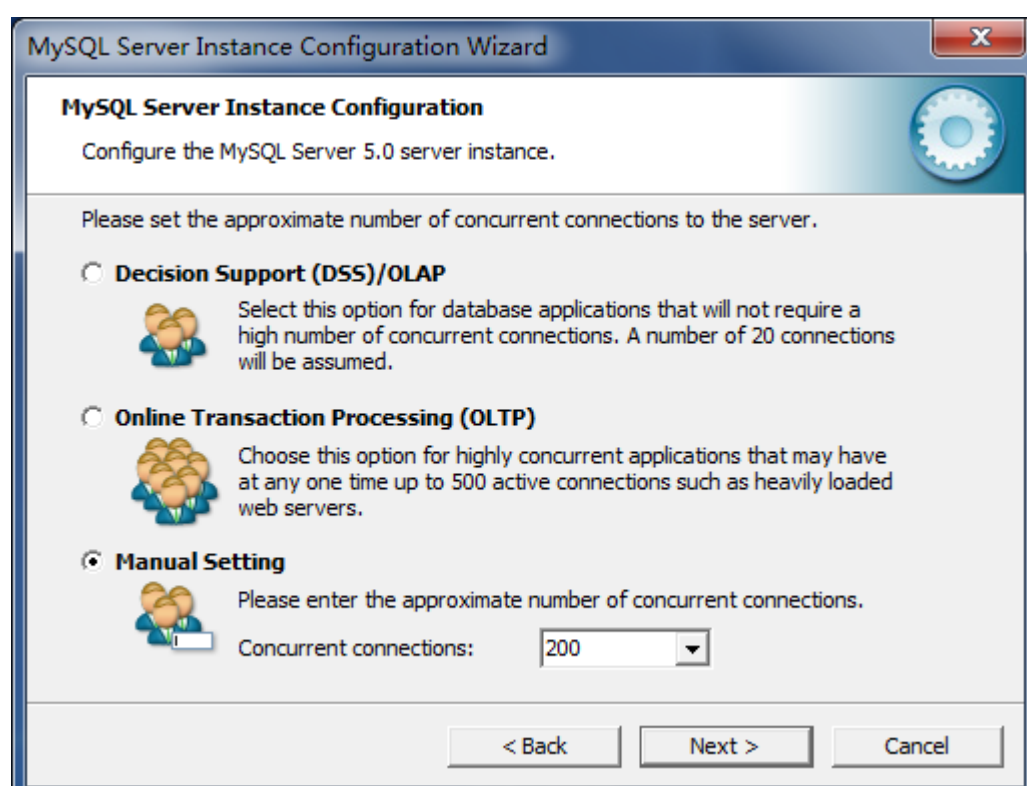 MySQL Server Instance Configuration Wizard
MySQL Server Instance Configuration
Configure the MySQL Server 5.0 server instance.
Please set the approximate number of concurrent connections to the server.
Decision Support (DSS)/OLAP
Select this option for database applications that will not require a
high number of concurrent connections. A number of 20 connections
will be assumed.
Online Transaction Processing (OLTP)
Choose this option for highly concurrent applications that may have
at any one time up to 500 active connections such as heavily loaded
web servers.
Manual Setting
Please enter the approximate number of concurrent connections.
Concurrent connections: 200
< Back Next > Cancel